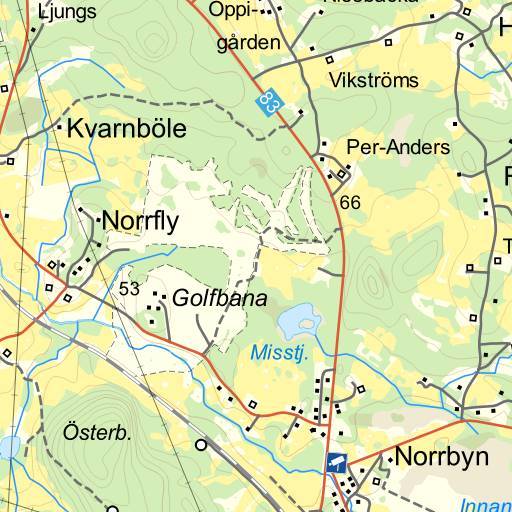 Ljungs
Oppi-
gården
83
Vikströms
Kvarnböle
Per-Anders
66
Norrfly
53
Golfbana
Misstj.
Österb.
Norrbyn
Innan